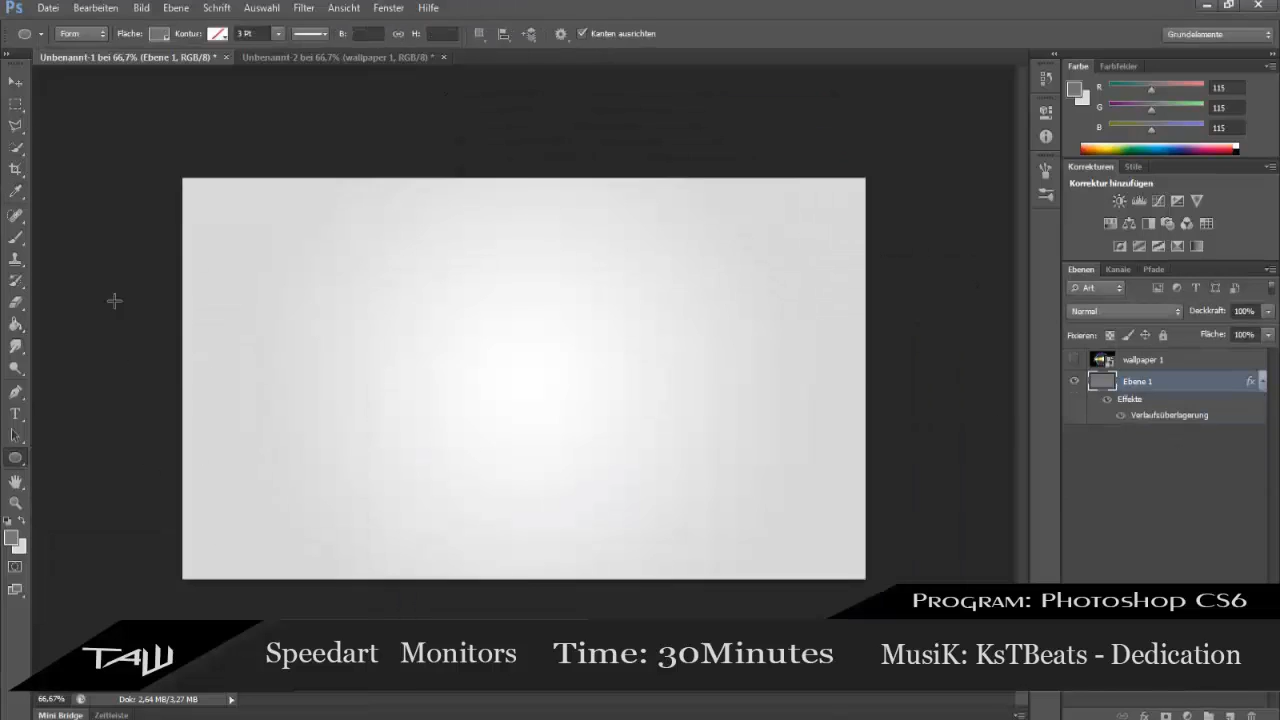 Ps Datei Bearbeiten Bild Ebene Schrift Auswahl Filter Ansicht Fenster Hilfe
Form Fläche: Kontur: 3 Pt B: H: Kanten ausrichten Grundelemente
Unbenannt-1 bei 66,7% (Ebene 1, RGB/8) * × Unbenannt-2 bei 66,7% (wallpaper 1, RGB/8) * ×
Farbe Farbfelder
R 115
G 115
B 115
Korrekturen Stile
Korrektur hinzufügen
Ebenen Kanäle Pfade
Art
Normal Deckkraft: 100%
Fixieren: Fläche: 100%
wallpaper 1
Ebene 1 fx
Effekte
Verlaufsüberlagerung
Program: Photoshop CS6
TAW Speedart Monitors Time: 30Minutes MusiK: KsTBeats - Dedication
66,67% Dok: 2,64 MB/3,27 MB
Mini Bridge Zeitleiste